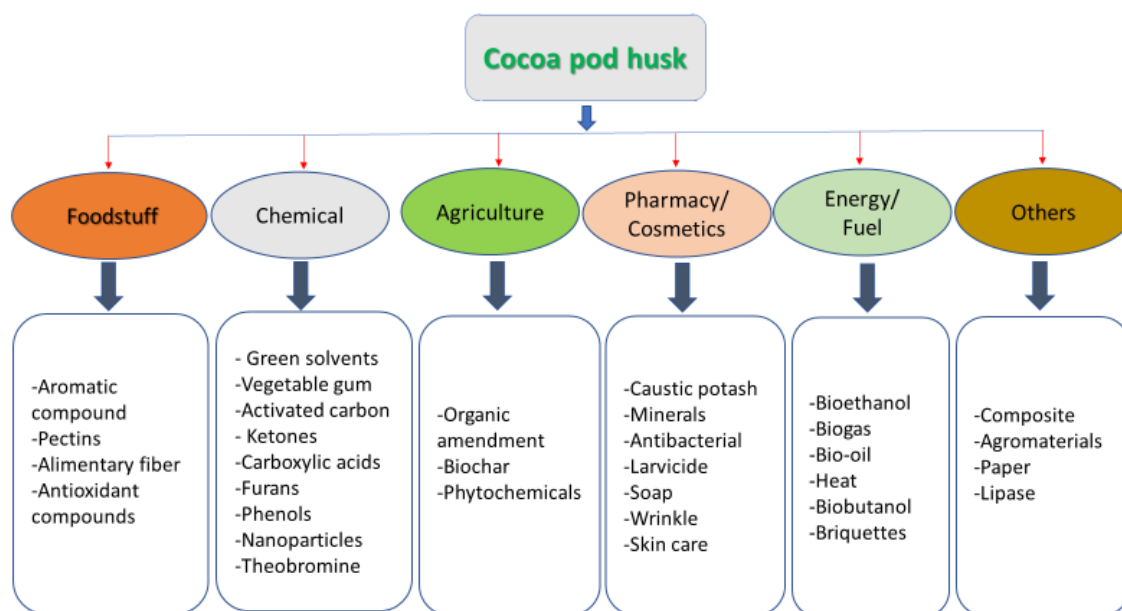 Cocoa pod husk
Foodstuff
Chemical
Agriculture
Pharmacy/
Cosmetics
Energy/
Fuel
Others
-Aromatic
compound
-Pectins
-Alimentary fiber
-Antioxidant
compounds
- Green solvents
-Vegetable gum
-Activated carbon
- Ketones
-Carboxylic acids
-Furans
-Phenols
-Nanoparticles
-Theobromine
-Organic
amendment
-Biochar
-Phytochemicals
-Caustic potash
-Minerals
-Antibacterial
-Larvicide
-Soap
-Wrinkle
-Skin care
-Bioethanol
-Biogas
-Bio-oil
-Heat
-Biobutanol
-Briquettes
-Composite
-Agromaterials
-Paper
-Lipase